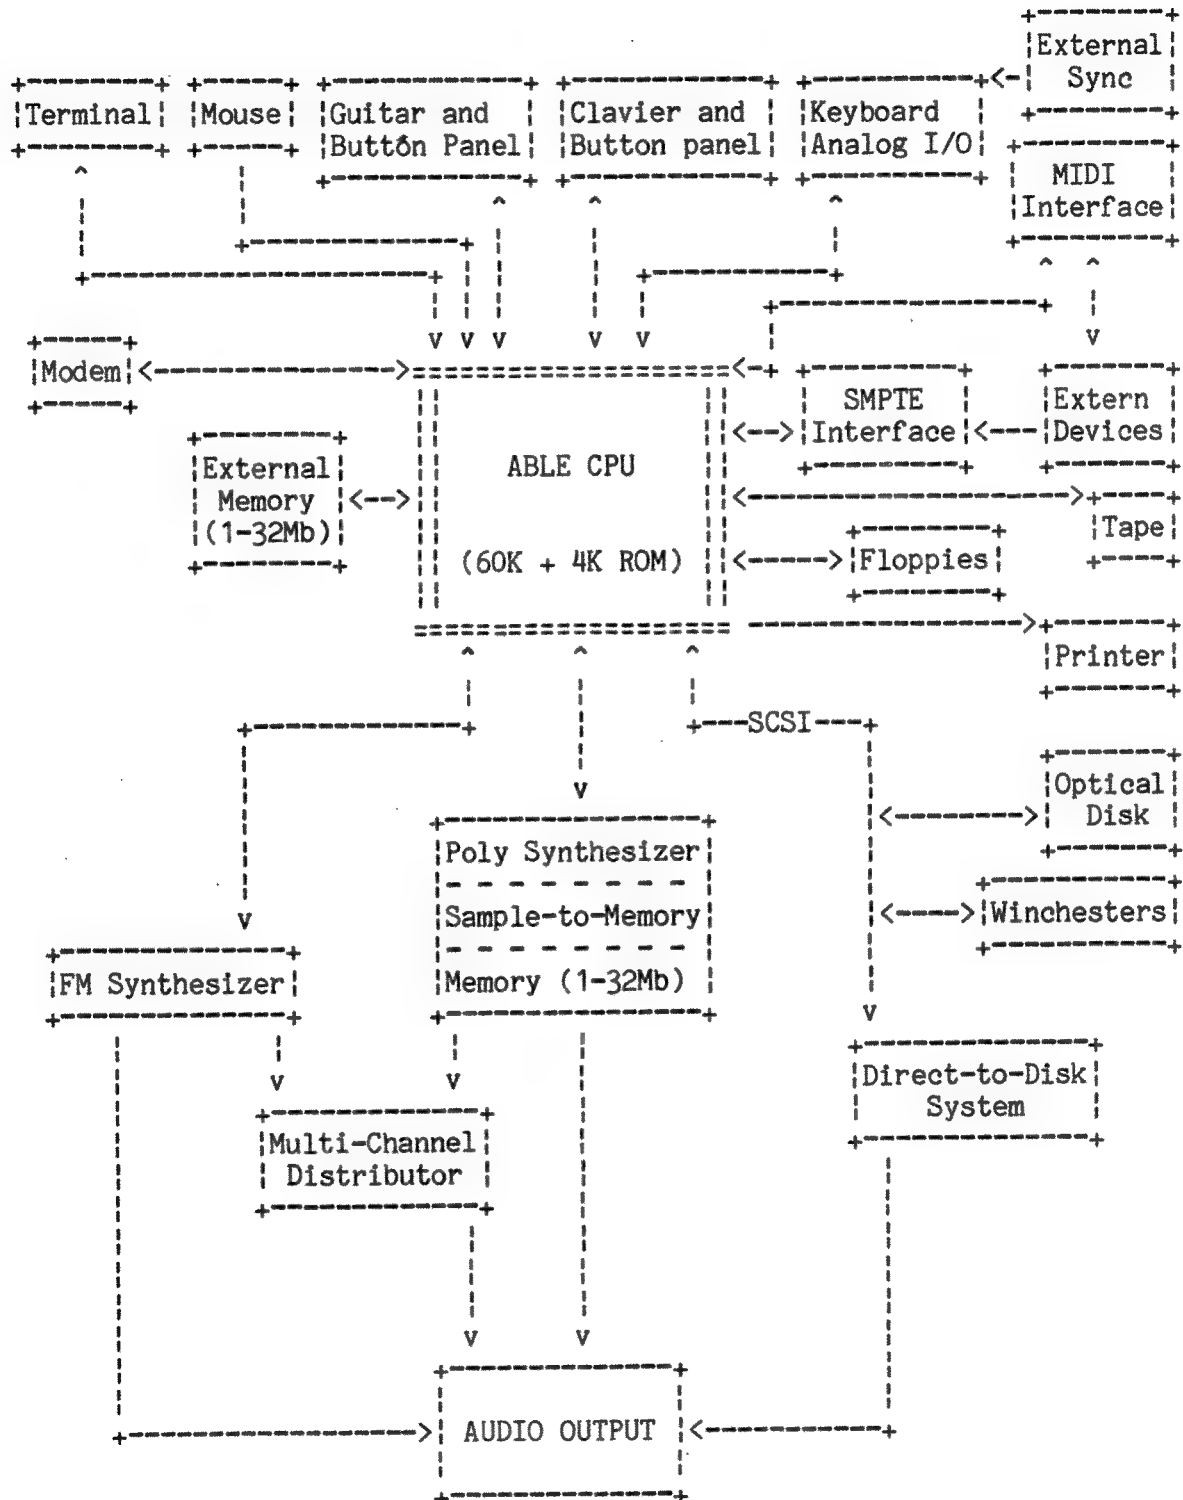 External
Sync
Terminal
Mouse
Guitar and
Button Panel
Clavier and
Button panel
Keyboard
Analog I/O
MIDI
Interface
Modem
SMPTE
Interface
Extern
Devices
External
Memory
(1-32Mb)
ABLE CPU
(60K + 4K ROM)
Tape
Floppies
Printer
SCSI
Optical
Disk
Poly Synthesizer
Sample-to-Memory
Memory (1-32Mb)
Winchesters
FM Synthesizer
Direct-to-Disk
System
Multi-Channel
Distributor
AUDIO OUTPUT